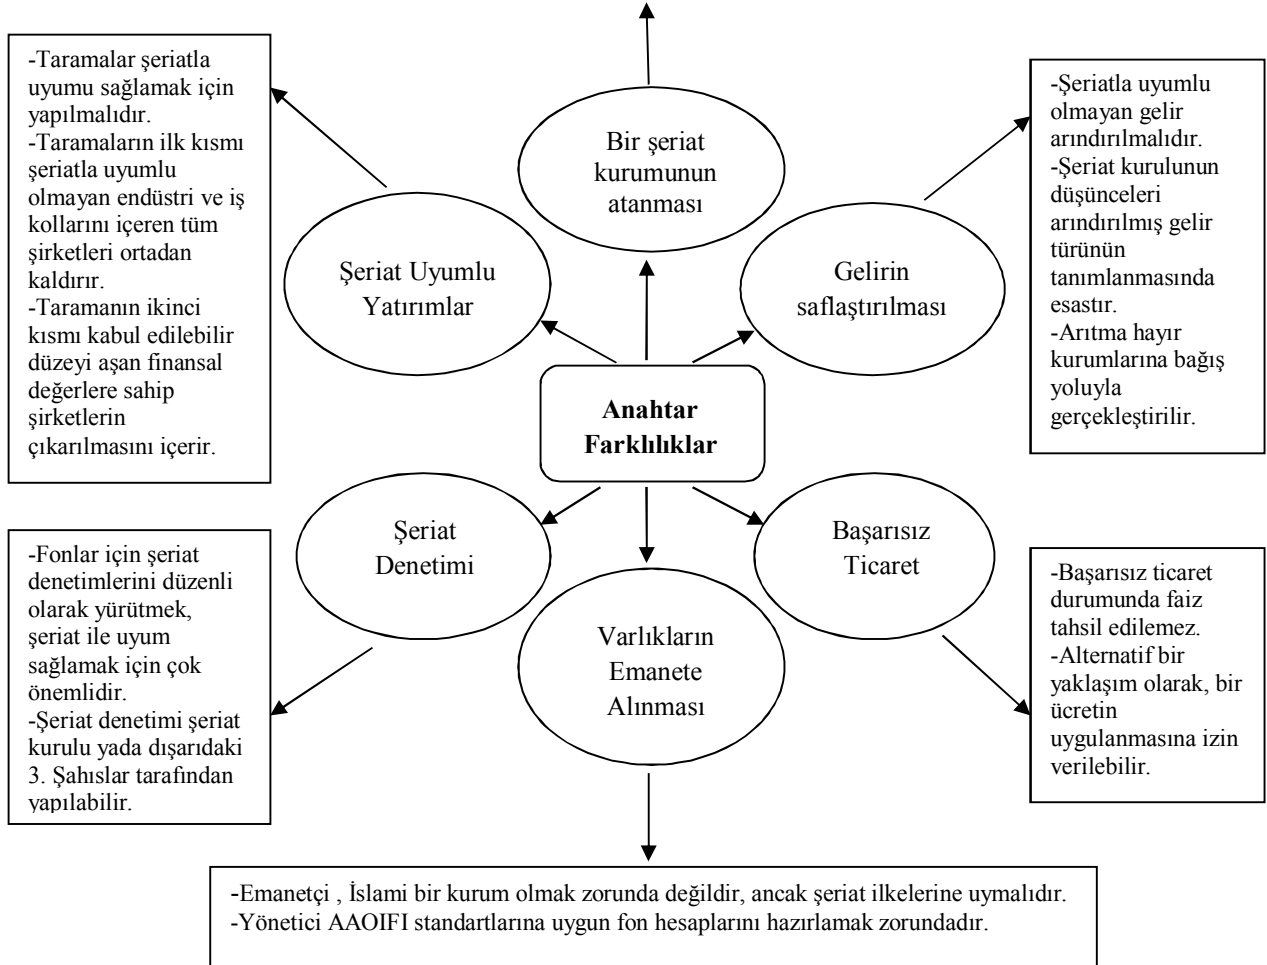 -Taramalar şeriatla
uyumu sağlamak için
yapılmalıdır.
-Taramaların ilk kısmı
şeriatla uyumlu
olmayan endüstri ve iş
kollarını içeren tüm
şirketleri ortadan
kaldırır.
-Taramanın ikinci
kısmı kabul edilebilir
düzeyi aşan finansal
değerlere sahip
şirketlerin
çıkarılmasını içerir.
Bir şeriat
kurumunun
atanması
-Şeriatla uyumlu
olmayan gelir
arındırılmalıdır.
-Şeriat kurulunun
düşünceleri
arındırılmış gelir
türünün
tanımlanmasında
esastır.
-Arıtma hayır
kurumlarına bağış
yoluyla
gerçekleştirilir.
Şeriat Uyumlu
Yatırımlar
Gelirin
saflaştırılması
Anahtar
Farklılıklar
Şeriat
Denetimi
Başarısız
Ticaret
Varlıkların
Emanete
Alınması
-Fonlar için şeriat
denetimlerini düzenli
olarak yürütmek,
şeriat ile uyum
sağlamak için çok
önemlidir.
-Şeriat denetimi şeriat
kurulu yada dışarıdaki
3. Şahıslar tarafından
yapılabilir.
-Başarısız ticaret
durumunda faiz
tahsil edilemez.
-Alternatif bir
yaklaşım olarak, bir
ücretin
uygulanmasına izin
verilebilir.
-Emanetçi , İslami bir kurum olmak zorunda değildir, ancak şeriat ilkelerine uymalıdır.
-Yönetici AAOIFI standartlarına uygun fon hesaplarını hazırlamak zorundadır.